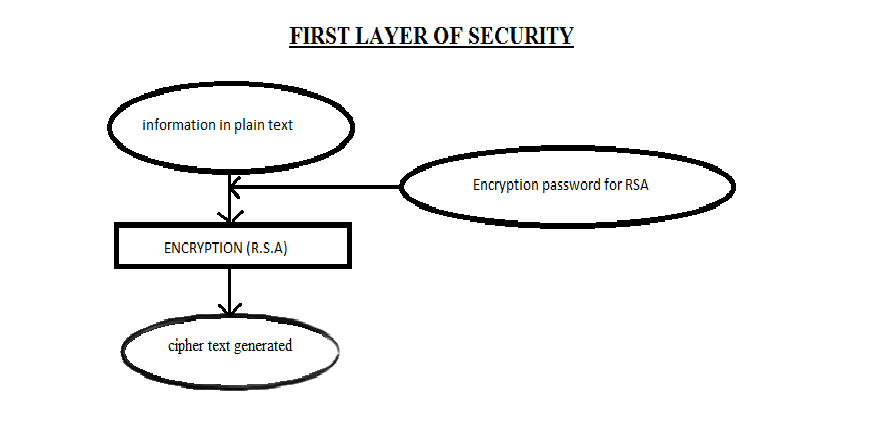 FIRST LAYER OF SECURITY
information in plain text
Encryption password for RSA
ENCRYPTION (R.S.A)
cipher text generated